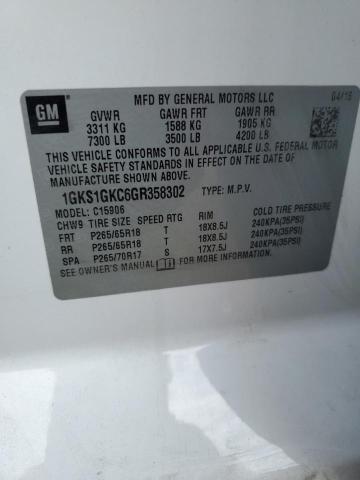 GM
MFD BY GENERAL MOTORS LLC 04/16
GVWR GAWR FRT GAWR RR
3311 KG 1588 KG 1905 KG
7300 LB 3500 LB 4200 LB
THIS VEHICLE CONFORMS TO ALL APPLICABLE U.S. FEDERAL MOTOR
VEHICLE SAFETY STANDARDS IN EFFECT ON THE DATE OF
MANUFACTURE SHOWN ABOVE.
1GKS1GKC6GR358302 TYPE: M.P.V.
MODEL: C15906
CHW9 TIRE SIZE SPEED RTG RIM COLD TIRE PRESSURE
FRT P265/65R18 T 18X8.5J 240KPA(35PSI)
RR P265/65R18 T 18X8.5J 240KPA(35PSI)
SPA P265/70R17 S 17X7.5J 240KPA(35PSI)
SEE OWNER'S MANUAL FOR MORE INFORMATION.